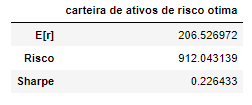 carteira de ativos de risco otima
E[r] 206.526972
Risco 912.043139
Sharpe 0.226433